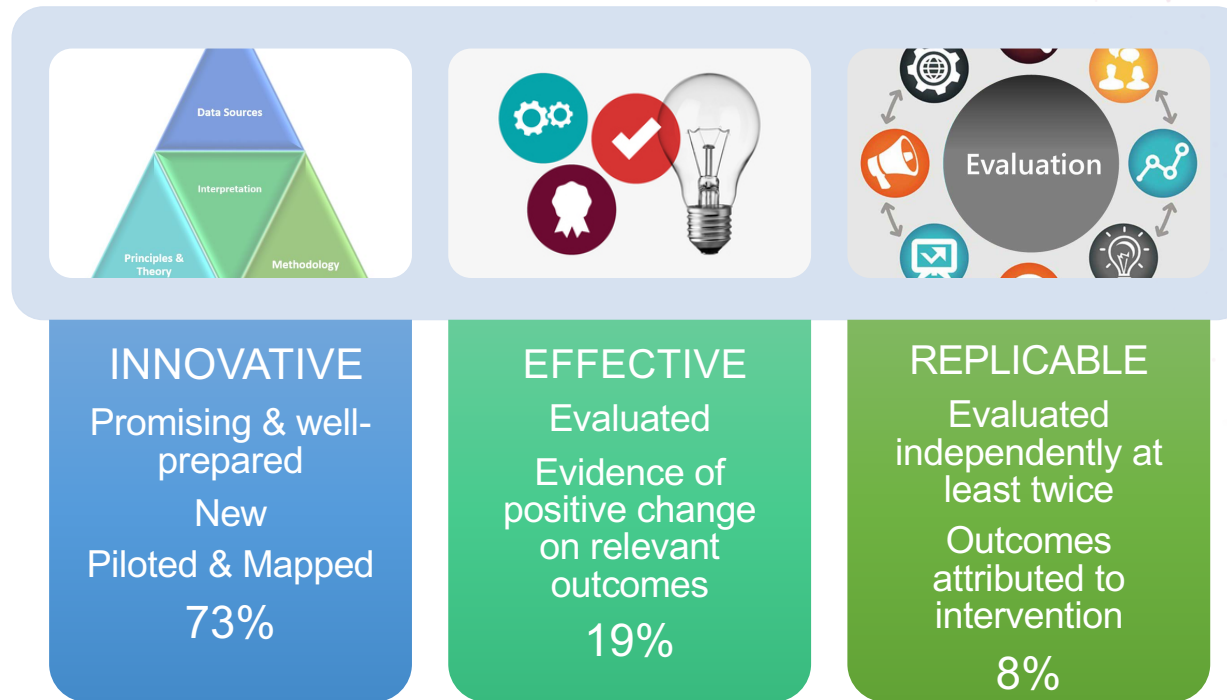 Data Sources
Interpretation
Principles &
Theory
Methodology
Evaluation
INNOVATIVE
Promising & well-
prepared
New
Piloted & Mapped
73%
EFFECTIVE
Evaluated
Evidence of
positive change
on relevant
outcomes
19%
REPLICABLE
Evaluated
independently at
least twice
Outcomes
attributed to
intervention
8%